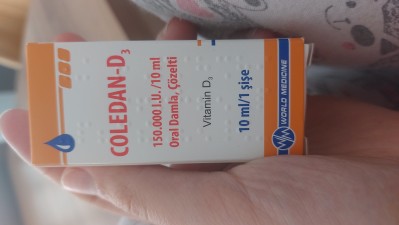 COLEDAN-D₃
150.000 I.U. /10 ml
Oral Damla, Çözelti
Vitamin D₃
10 ml/1 şişe
WORLD MEDICINE